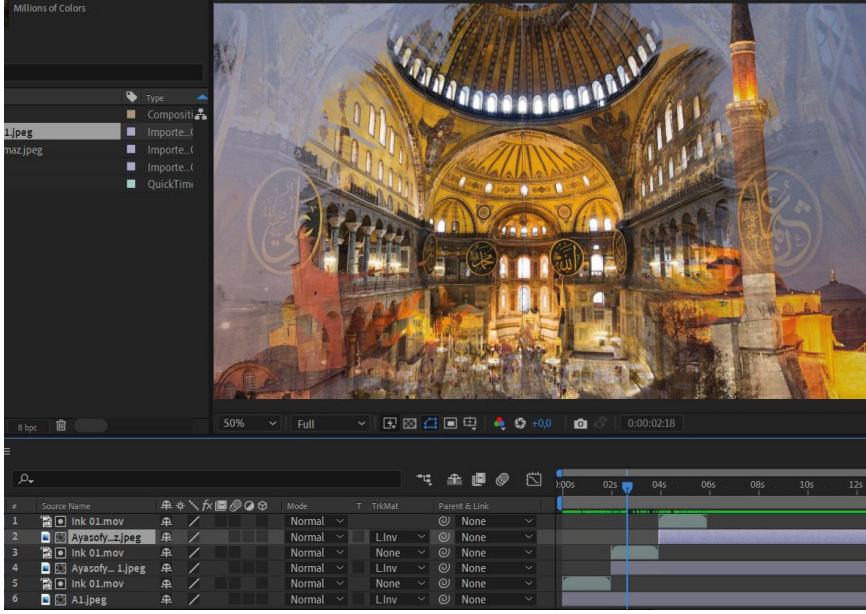 Millions of Colors
Type
Compositi
1.jpeg Importe...(
maz.jpeg Importe...(
Importe...(
QuickTime
8 bpc
50% Full +0,0 0:00:02:18
):00s 02s 04s 06s 08s 10s 12s
# Source Name Mode T TrkMat Parent & Link
1 Ink 01.mov Normal None
2 Ayasofy...z.jpeg Normal L.Inv None
3 Ink 01.mov Normal None None
4 Ayasofy... 1.jpeg Normal L.Inv None
5 Ink 01.mov Normal None None
6 A1.jpeg Normal L.Inv None